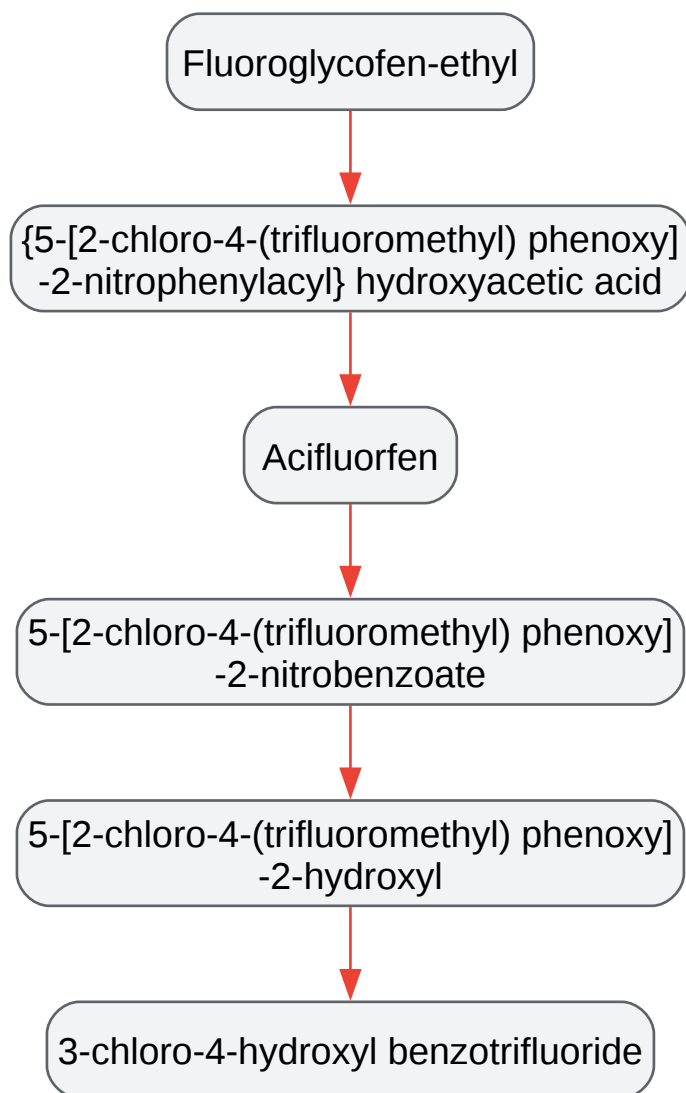 Fluoroglycofen-ethyl
{5-[2-chloro-4-(trifluoromethyl) phenoxy]
-2-nitrophenylacyl} hydroxyacetic acid
Acifluorfen
5-[2-chloro-4-(trifluoromethyl) phenoxy]
-2-nitrobenzoate
5-[2-chloro-4-(trifluoromethyl) phenoxy]
-2-hydroxyl
3-chloro-4-hydroxyl benzotrifluoride